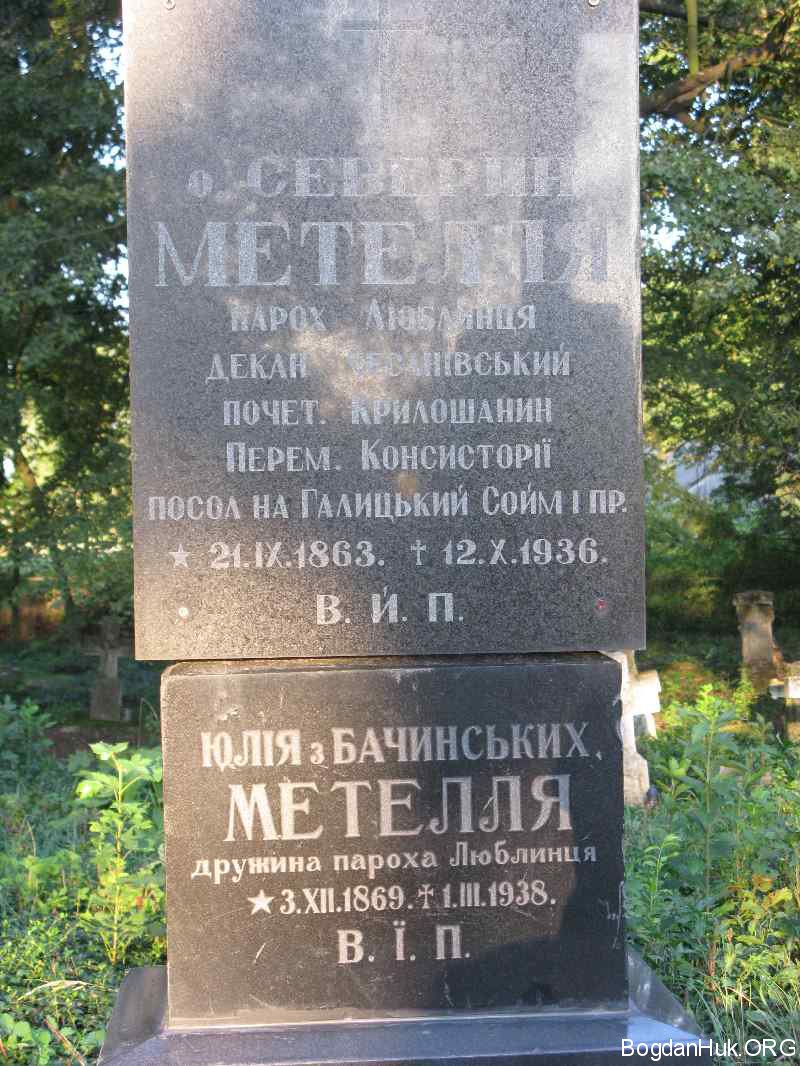 о. СЕВЕРИН
МЕТЕЛЛЯ
ПАРОХ ЛЮБЛИНЦЯ
ДЕКАН ЧЕСАНІВСЬКИЙ
ПОЧЕТ. КРИЛОШАНИН
ПЕРЕМ. КОНСИСТОРІЇ
ПОСОЛ НА ГАЛИЦЬКИЙ СОЙМ І ПР.
★ 21.IX.1863. † 12.X.1936.
В. Й. П.
ЮЛІЯ з БАЧИНСЬКИХ
МЕТЕЛЛЯ
дружина пароха Люблинця
★ 3.XII.1869. † 1.III.1938.
В. Ї. П.
BogdanHuk.ORG